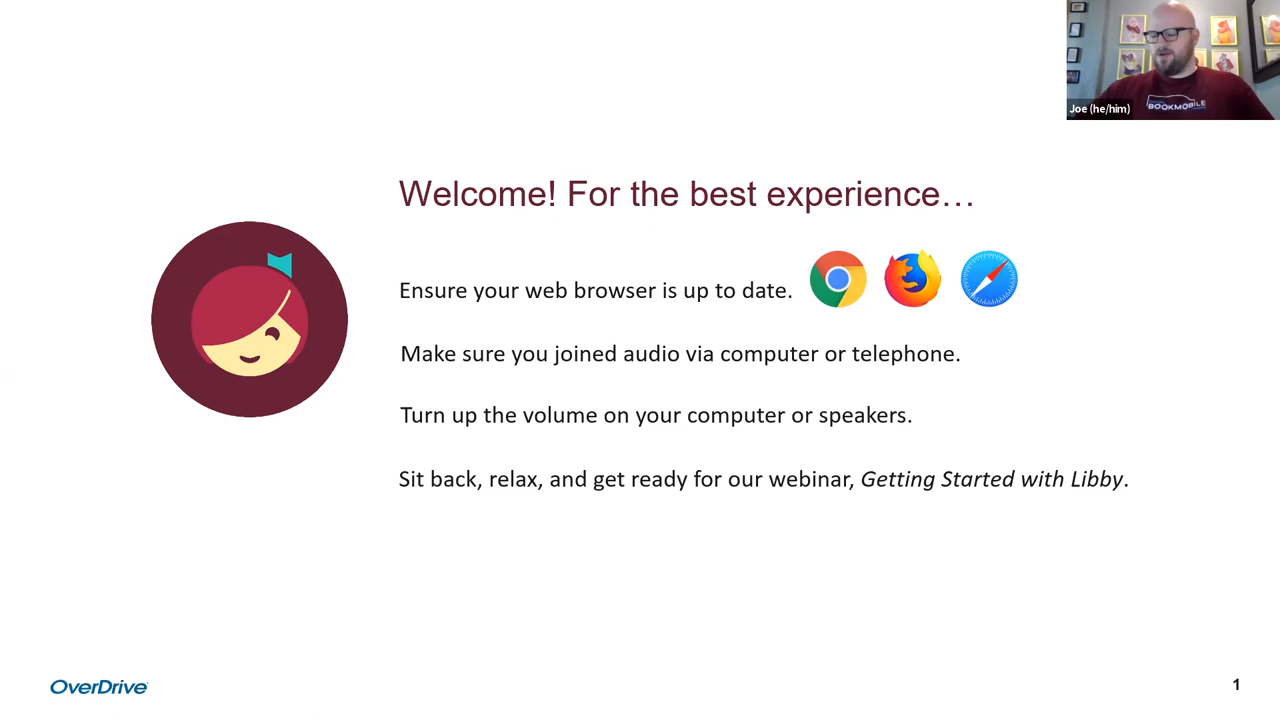 BOOKMOBILE
Joe (he/him)
Welcome! For the best experience…
Ensure your web browser is up to date.
Make sure you joined audio via computer or telephone.
Turn up the volume on your computer or speakers.
Sit back, relax, and get ready for our webinar, Getting Started with Libby.
OverDrive
1